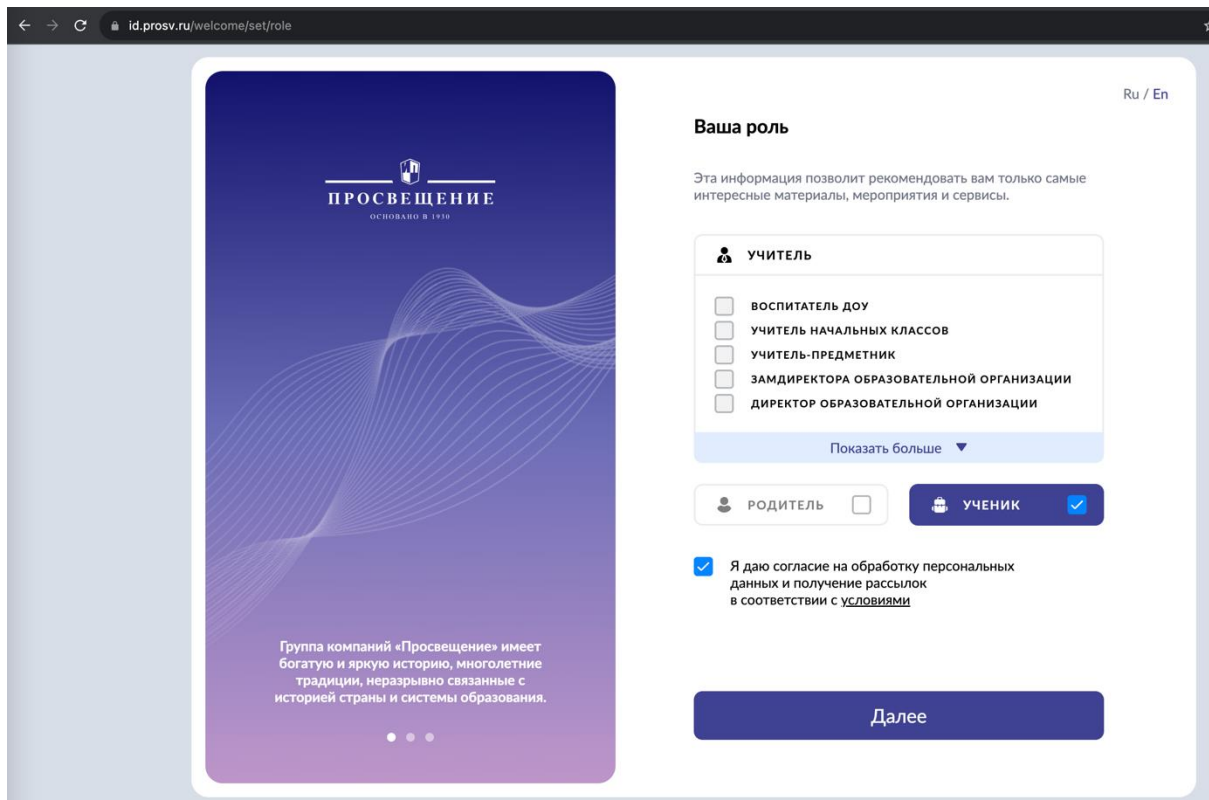 id.prosv.ru/welcome/set/role
ПРОСВЕЩЕНИЕ
ОСНОВАНО В 1930
Группа компаний «Просвещение» имеет
богатую и яркую историю, многолетние
традиции, неразрывно связанные с
историей страны и системы образования.
Ru / En
Ваша роль
Эта информация позволит рекомендовать вам только самые
интересные материалы, мероприятия и сервисы.
УЧИТЕЛЬ
ВОСПИТАТЕЛЬ ДОУ
УЧИТЕЛЬ НАЧАЛЬНЫХ КЛАССОВ
УЧИТЕЛЬ-ПРЕДМЕТНИК
ЗАМДИРЕКТОРА ОБРАЗОВАТЕЛЬНОЙ ОРГАНИЗАЦИИ
ДИРЕКТОР ОБРАЗОВАТЕЛЬНОЙ ОРГАНИЗАЦИИ
Показать больше
РОДИТЕЛЬ
УЧЕНИК
Я даю согласие на обработку персональных
данных и получение рассылок
в соответствии с условиями
Далее